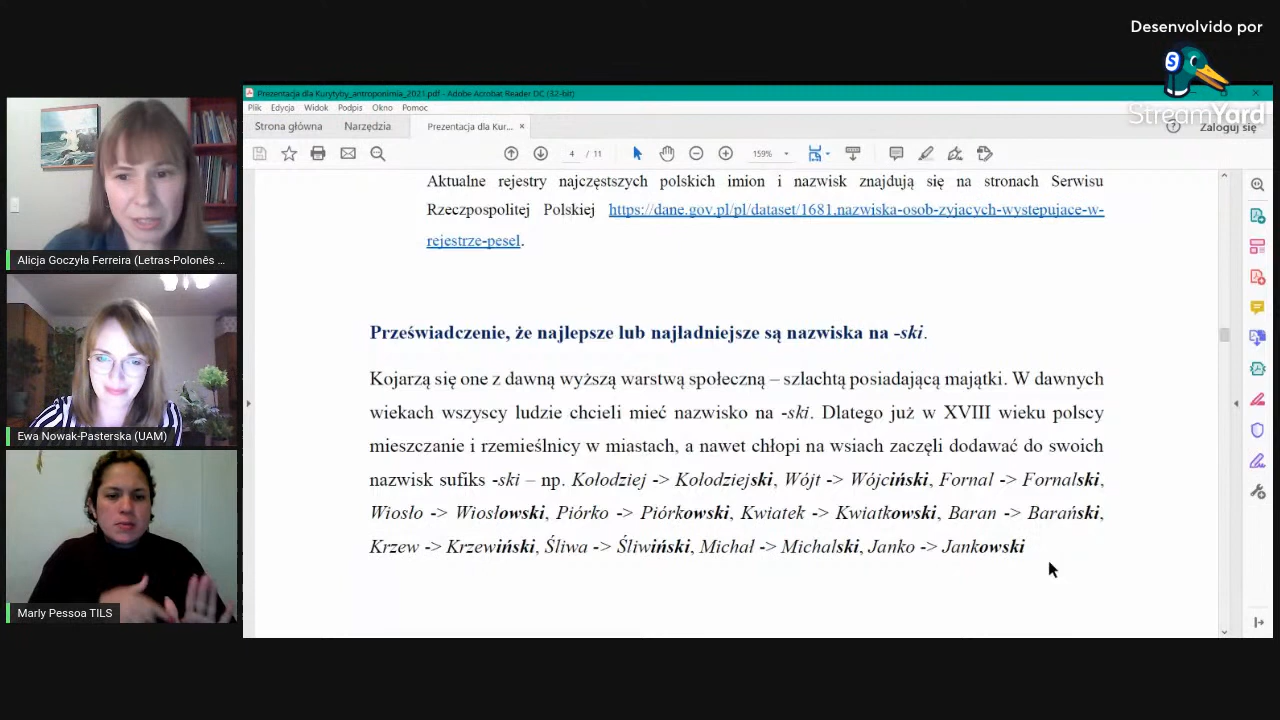 Desenvolvido por
StreamYard
Prezentacja dla Kurytyby_antroponimia_2021.pdf - Adobe Acrobat Reader DC (32-bit)
Plik Edycja Widok Podpis Okno Pomoc
Strona główna Narzędzia Prezentacja dla Kur... × Zaloguj się
4 / 11 159%
Aktualne rejestry najczęstszych polskich imion i nazwisk znajdują się na stronach Serwisu
Rzeczpospolitej Polskiej https://dane.gov.pl/pl/dataset/1681,nazwiska-osob-zyjacych-wystepujace-w-
rejestrze-pesel.
Przeświadczenie, że najlepsze lub najładniejsze są nazwiska na -ski.
Kojarzą się one z dawną wyższą warstwą społeczną – szlachtą posiadającą majątki. W dawnych
wiekach wszyscy ludzie chcieli mieć nazwisko na -ski. Dlatego już w XVIII wieku polscy
mieszczanie i rzemieślnicy w miastach, a nawet chłopi na wsiach zaczęli dodawać do swoich
nazwisk sufiks -ski – np. Kołodziej -> Kołodziejski, Wójt -> Wójciński, Fornal -> Fornalski,
Wiosło -> Wiosłowski, Piórko -> Piórkowski, Kwiatek -> Kwiatkowski, Baran -> Barański,
Krzew -> Krzewiński, Śliwa -> Śliwiński, Michał -> Michalski, Janko -> Jankowski
Alicja Goczyła Ferreira (Letras-Polonês ...
Ewa Nowak-Pasterska (UAM)
Marly Pessoa TILS